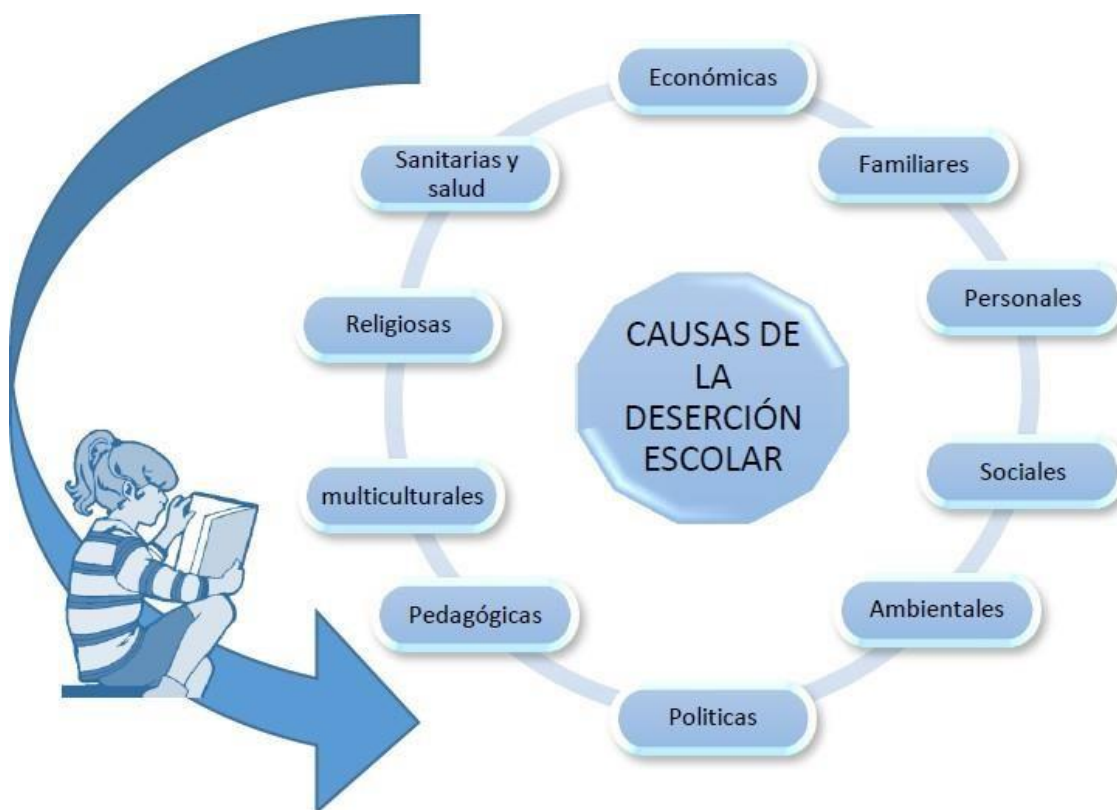 CAUSAS DE
LA
DESERCIÓN
ESCOLAR
Económicas
Familiares
Personales
Sociales
Ambientales
Politicas
Pedagógicas
multiculturales
Religiosas
Sanitarias y
salud